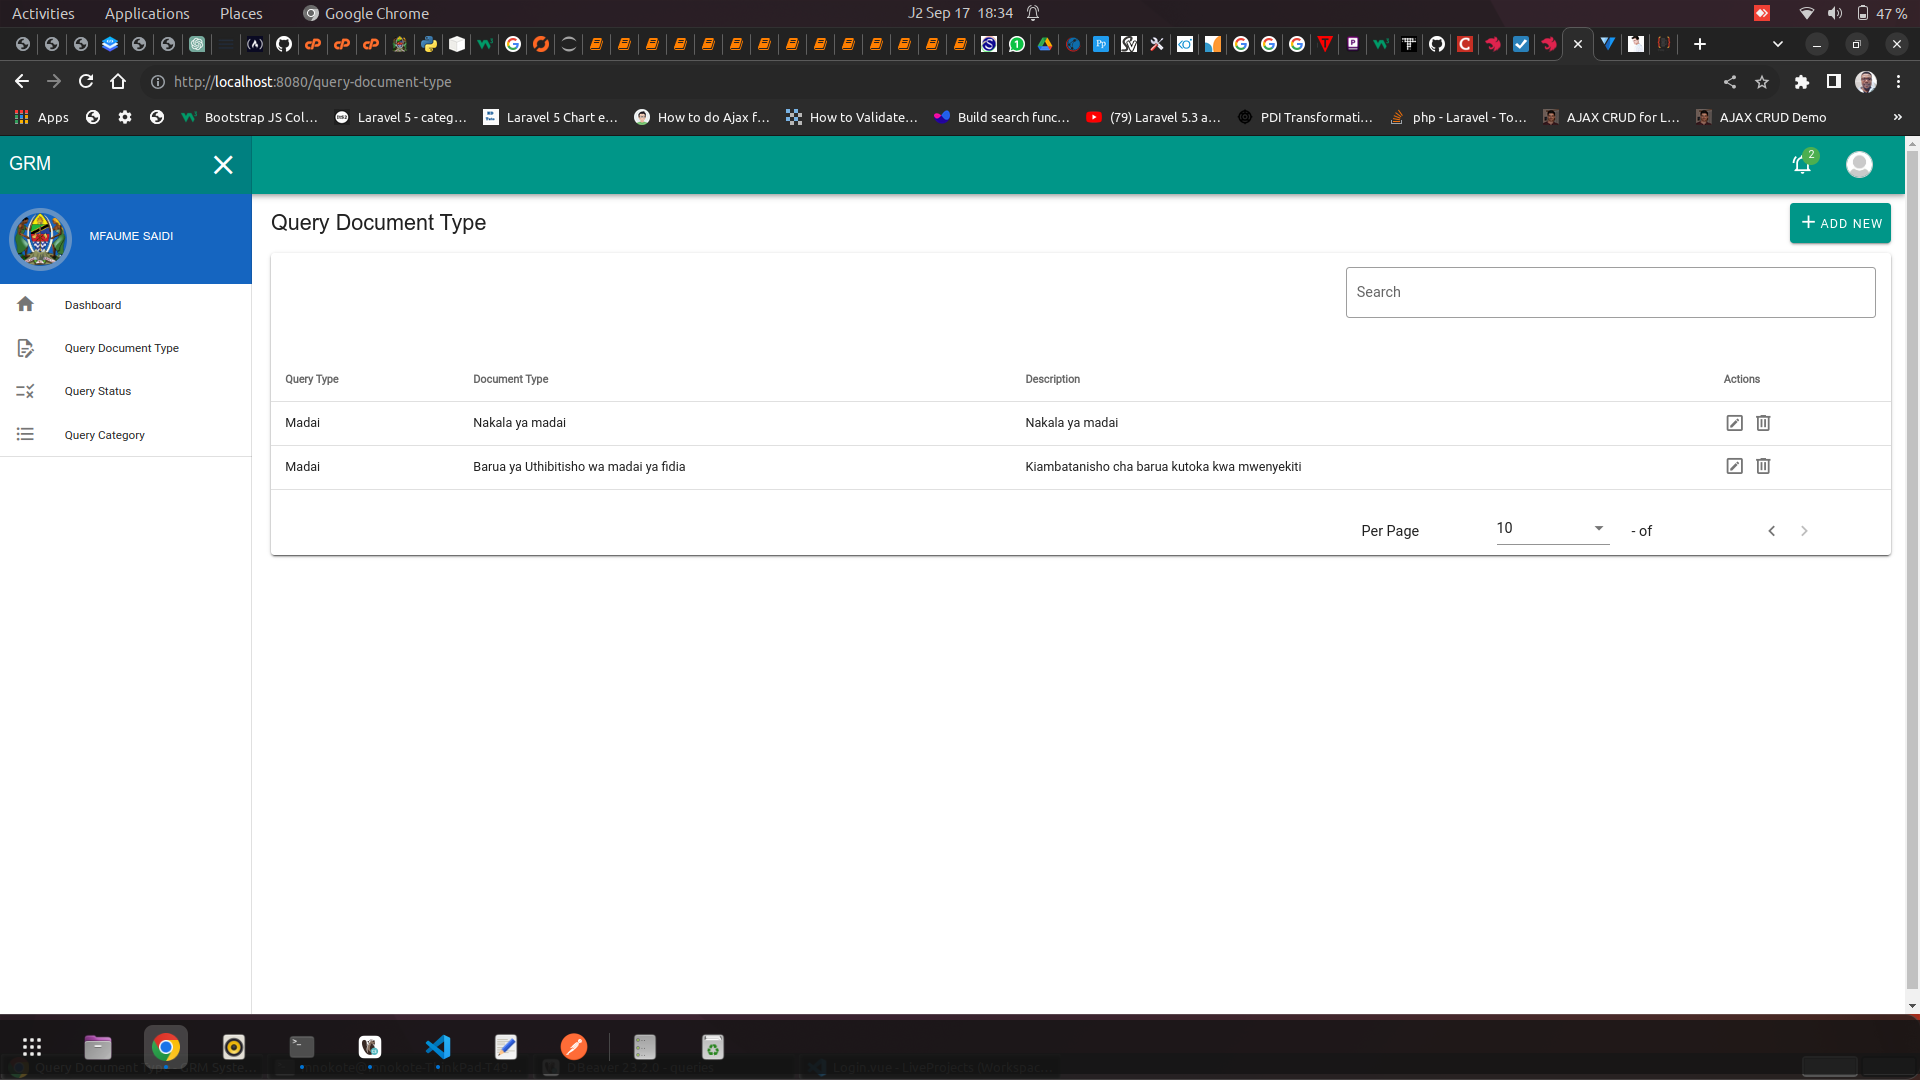 Activities Applications Places Google Chrome J2 Sep 17 18:34 47 %
http://localhost:8080/query-document-type
Apps Bootstrap JS Col... Laravel 5 - categ... Laravel 5 Chart e... How to do Ajax f... How to Validate... Build search func... (79) Laravel 5.3 a... PDI Transformati... php - Laravel - To... AJAX CRUD for L... AJAX CRUD Demo »
GRM 2
MFAUME SAIDI
Query Document Type ADD NEW
Search
Dashboard
Query Document Type
Query Status
Query Category
Query Type Document Type Description Actions
Madai Nakala ya madai Nakala ya madai
Madai Barua ya Uthibitisho wa madai ya fidia Kiambatanisho cha barua kutoka kwa mwenyekiti
Per Page 10 - of